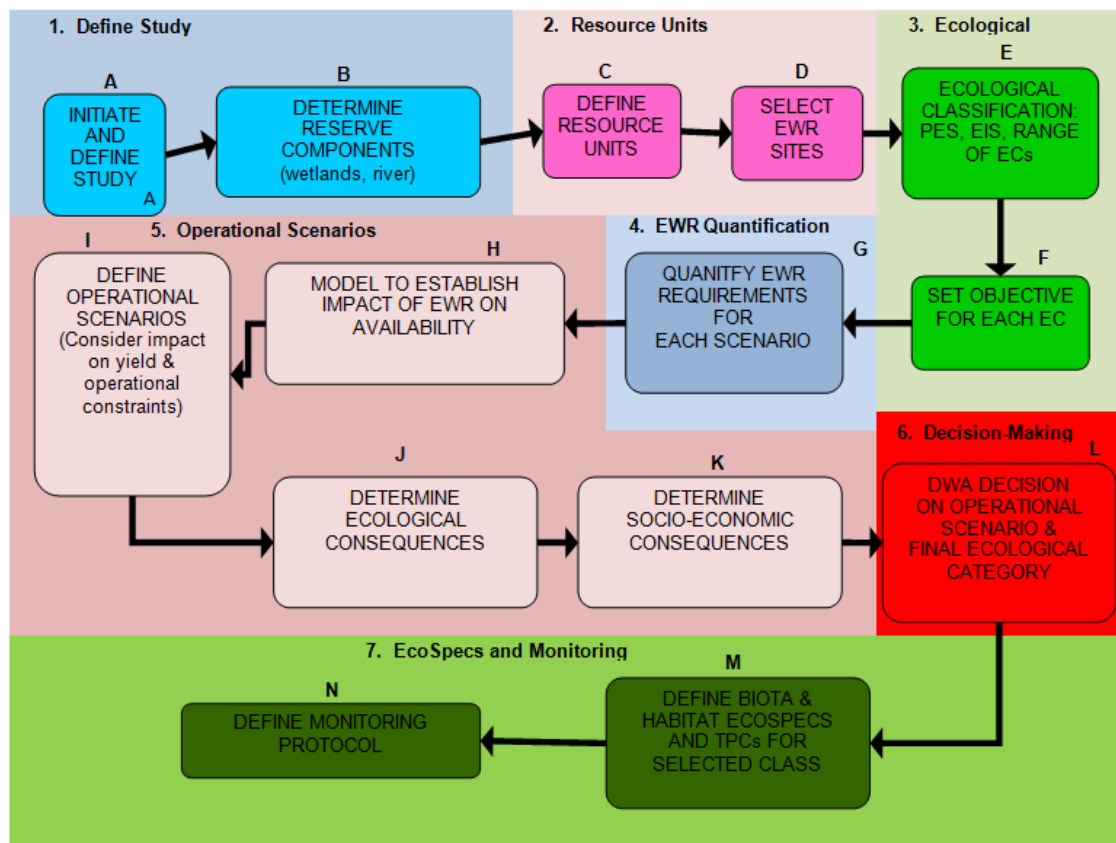 1. Define Study
A
INITIATE
AND
DEFINE
STUDY
A
B
DETERMINE
RESERVE
COMPONENTS
(wetlands, river)
2. Resource Units
C
DEFINE
RESOURCE
UNITS
D
SELECT
EWR
SITES
3. Ecological
E
ECOLOGICAL
CLASSIFICATION:
PES, EIS, RANGE
OF ECs
F
SET OBJECTIVE
FOR EACH EC
4. EWR Quantification
G
QUANITFY EWR
REQUIREMENTS
FOR
EACH SCENARIO
5. Operational Scenarios
H
MODEL TO ESTABLISH
IMPACT OF EWR ON
AVAILABILITY
I
DEFINE
OPERATIONAL
SCENARIOS
(Consider impact
on yield &
operational
constraints)
J
DETERMINE
ECOLOGICAL
CONSEQUENCES
K
DETERMINE
SOCIO-ECONOMIC
CONSEQUENCES
6. Decision-Making
L
DWA DECISION
ON OPERATIONAL
SCENARIO &
FINAL ECOLOGICAL
CATEGORY
7. EcoSpecs and Monitoring
M
DEFINE BIOTA &
HABITAT ECOSPECS
AND TPCs FOR
SELECTED CLASS
N
DEFINE MONITORING
PROTOCOL